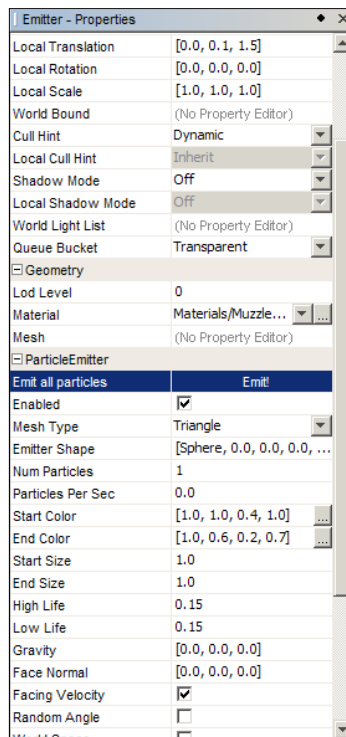 Emitter - Properties
Local Translation [0.0, 0.1, 1.5]
Local Rotation [0.0, 0.0, 0.0]
Local Scale [1.0, 1.0, 1.0]
World Bound (No Property Editor)
Cull Hint Dynamic
Local Cull Hint Inherit
Shadow Mode Off
Local Shadow Mode Off
World Light List (No Property Editor)
Queue Bucket Transparent
Geometry
Lod Level 0
Material Materials/Muzzle... ...
Mesh (No Property Editor)
ParticleEmitter
Emit all particles Emit!
Enabled
Mesh Type Triangle
Emitter Shape [Sphere, 0.0, 0.0, 0.0, ...
Num Particles 1
Particles Per Sec 0.0
Start Color [1.0, 1.0, 0.4, 1.0] ...
End Color [1.0, 0.6, 0.2, 0.7] ...
Start Size 1.0
End Size 1.0
High Life 0.15
Low Life 0.15
Gravity [0.0, 0.0, 0.0]
Face Normal [0.0, 0.0, 0.0]
Facing Velocity
Random Angle